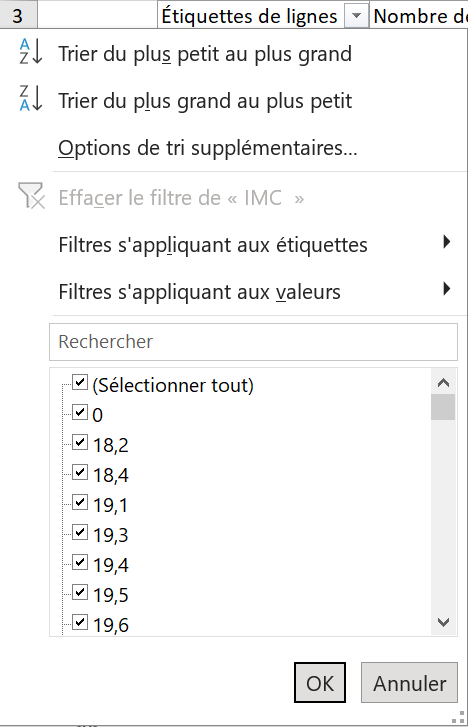 3 Étiquettes de lignes Nombre de
Trier du plus petit au plus grand
Trier du plus grand au plus petit
Options de tri supplémentaires...
Effacer le filtre de « IMC  »
Filtres s'appliquant aux étiquettes
Filtres s'appliquant aux valeurs
Rechercher
(Sélectionner tout)
0
18,2
18,4
19,1
19,3
19,4
19,5
19,6
OK Annuler